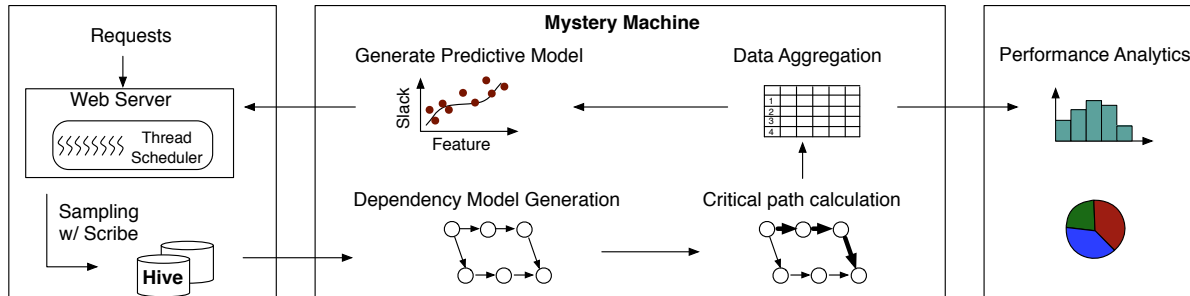 Requests
Web Server
Thread
Scheduler
Sampling
w/ Scribe
Hive
Mystery Machine
Generate Predictive Model
Slack
Feature
Data Aggregation
1
2
3
4
Dependency Model Generation
Critical path calculation
Performance Analytics